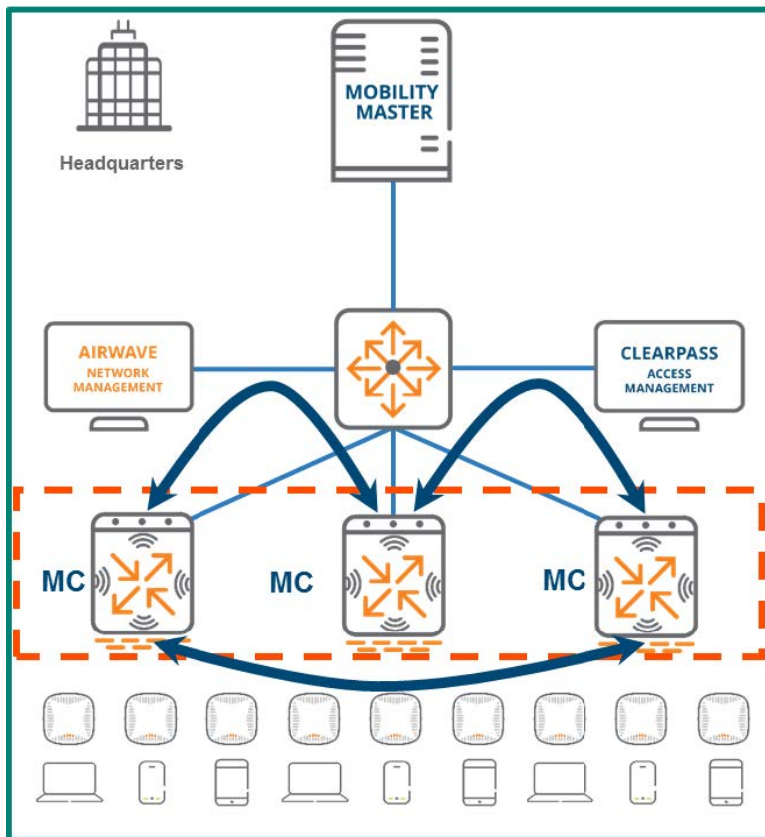 MOBILITY
MASTER
Headquarters
AIRWAVE
NETWORK
MANAGEMENT
CLEARPASS
ACCESS
MANAGEMENT
MC
MC
MC